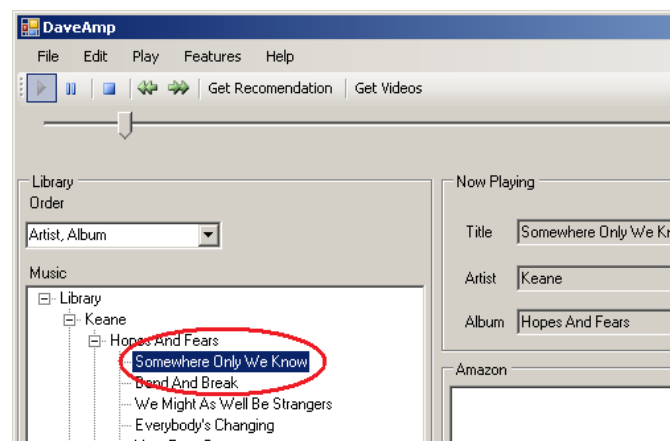 DaveAmp
File Edit Play Features Help
Get Recomendation Get Videos
Library
Order
Artist, Album
Music
Library
Keane
Hopes And Fears
Somewhere Only We Know
Bend And Break
We Might As Well Be Strangers
Everybody's Changing
Now Playing
Title Somewhere Only We
Artist Keane
Album Hopes And Fears
Amazon